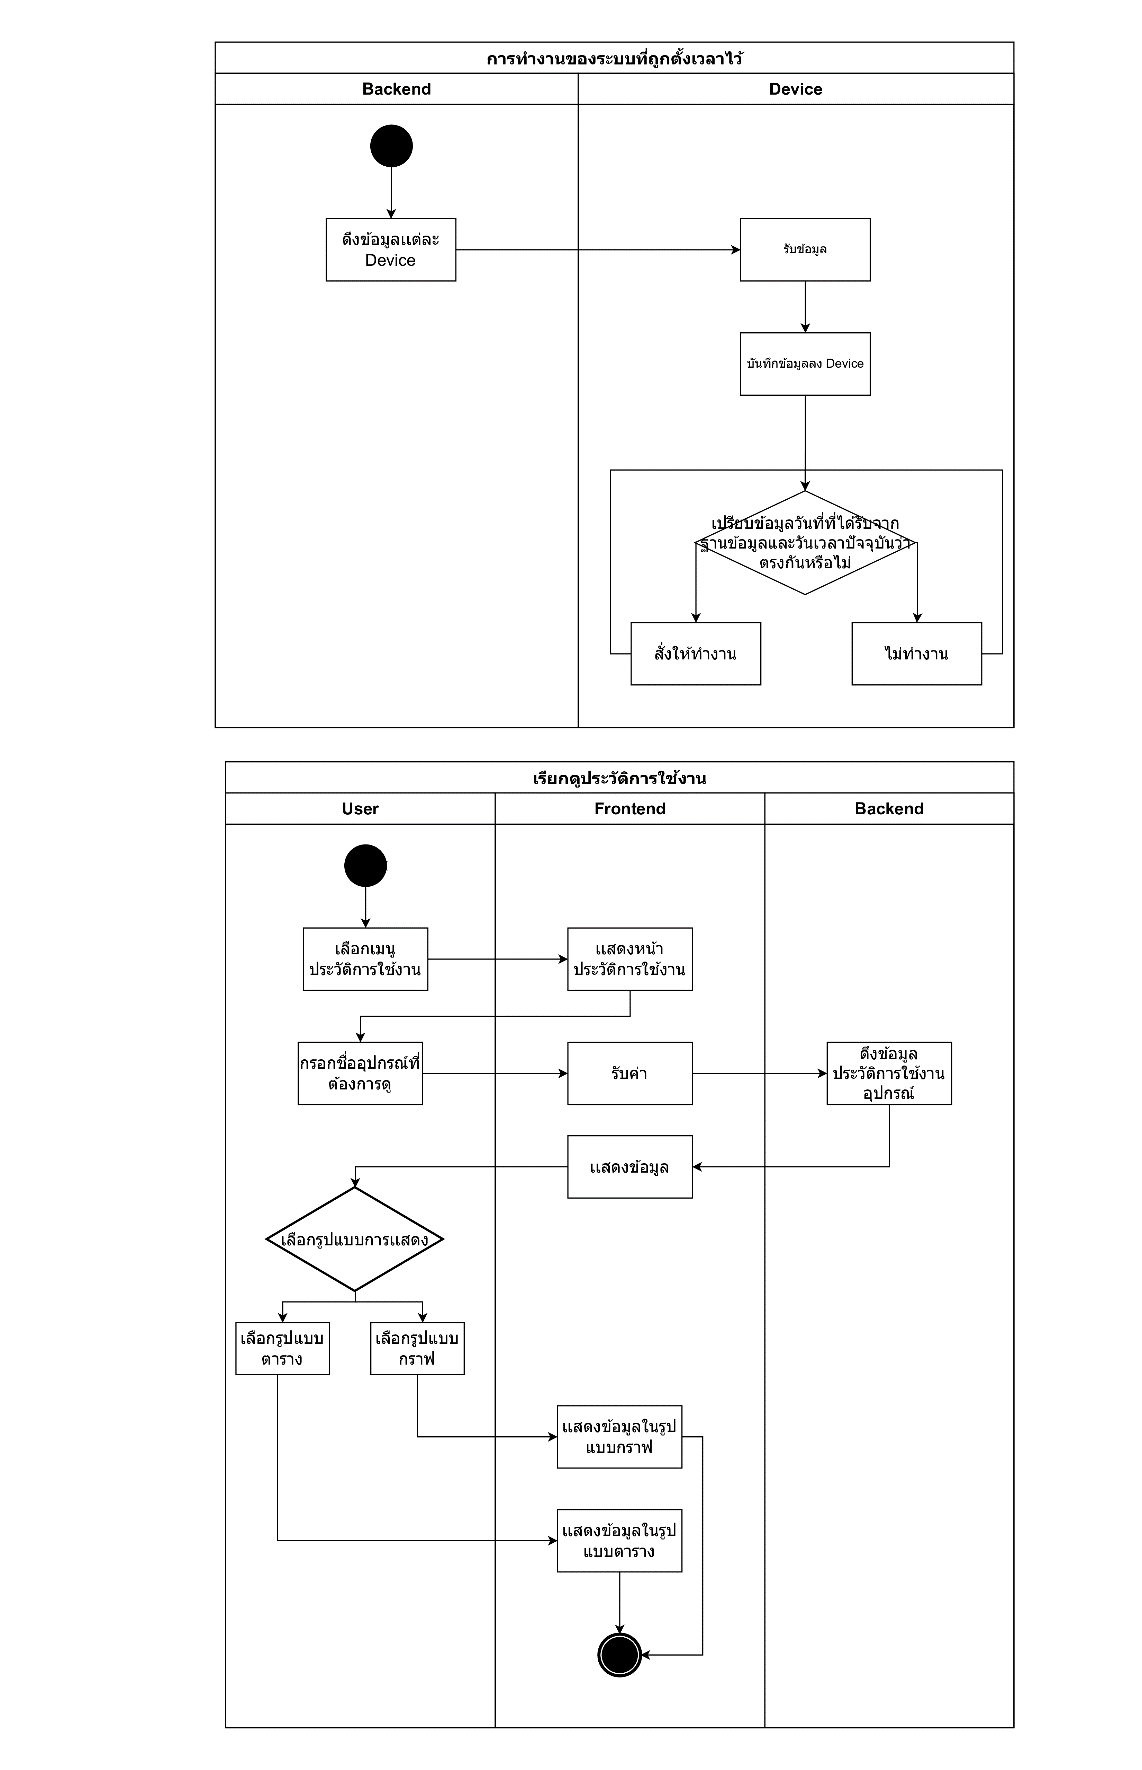 การทำงานของระบบที่ถูกตั้งเวลาไว้
Backend
Device
ดึงข้อมูลแต่ละ
Device
รับข้อมูล
บันทึกข้อมูลลง Device
เปรียบข้อมูลวันที่ที่ได้รับจาก
ฐานข้อมูลและวันเวลาปัจจุบันว่า
ตรงกันหรือไม่
สั่งให้ทำงาน
ไม่ทำงาน
เรียกดูประวัติการใช้งาน
User
Frontend
Backend
เลือกเมนู
ประวัติการใช้งาน
แสดงหน้า
ประวัติการใช้งาน
กรอกชื่ออุปกรณ์ที่
ต้องการดู
รับค่า
ดึงข้อมูล
ประวัติการใช้งาน
อุปกรณ์
แสดงข้อมูล
เลือกรูปแบบการแสดง
เลือกรูปแบบ
ตาราง
เลือกรูปแบบ
กราฟ
แสดงข้อมูลในรูป
แบบกราฟ
แสดงข้อมูลในรูป
แบบตาราง